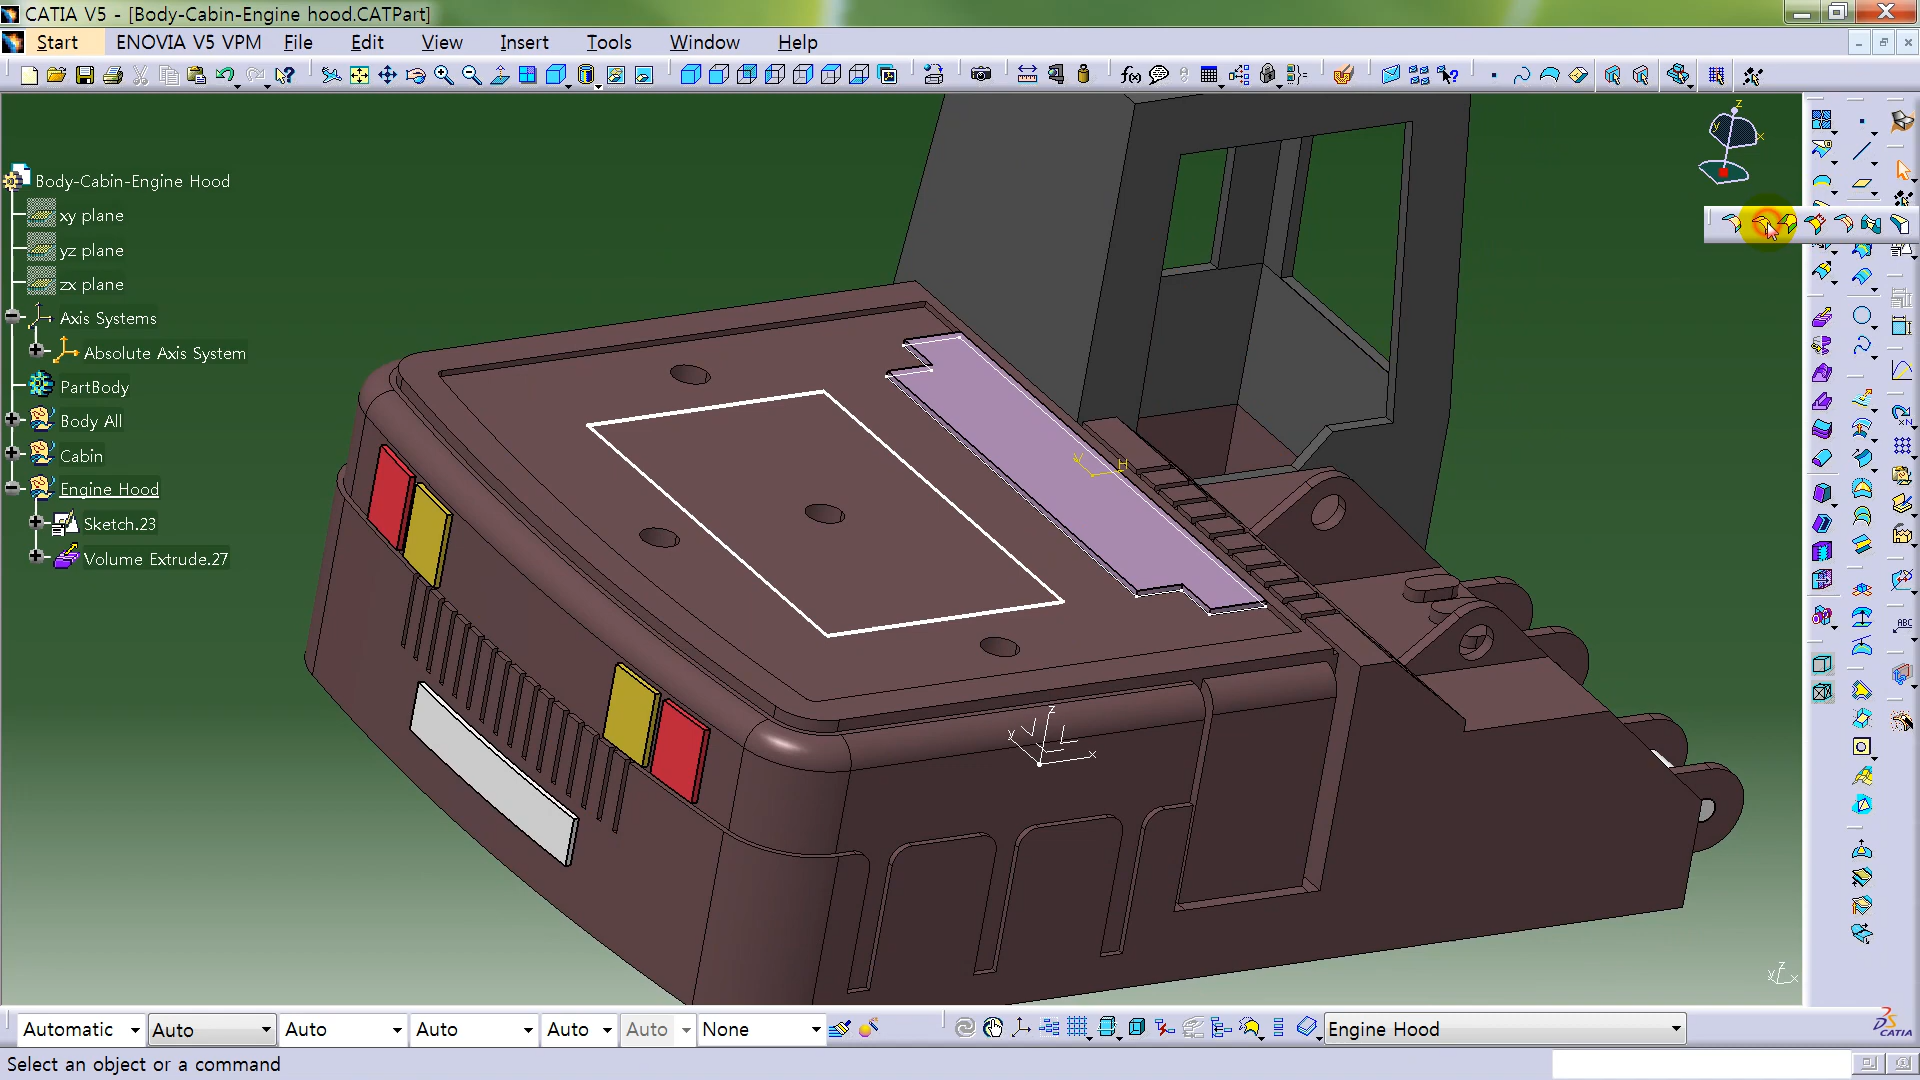 CATIA V5 - [Body-Cabin-Engine hood.CATPart]
Start ENOVIA V5 VPM File Edit View Insert Tools Window Help
Body-Cabin-Engine Hood
xy plane
yz plane
zx plane
Axis Systems
Absolute Axis System
PartBody
Body All
Cabin
Engine Hood
Sketch.23
Volume Extrude.27
z
y
x
V H
z
y
x
z
y
x
ABC
Automatic Auto Auto Auto Auto Auto None Engine Hood
CATIA
Select an object or a command